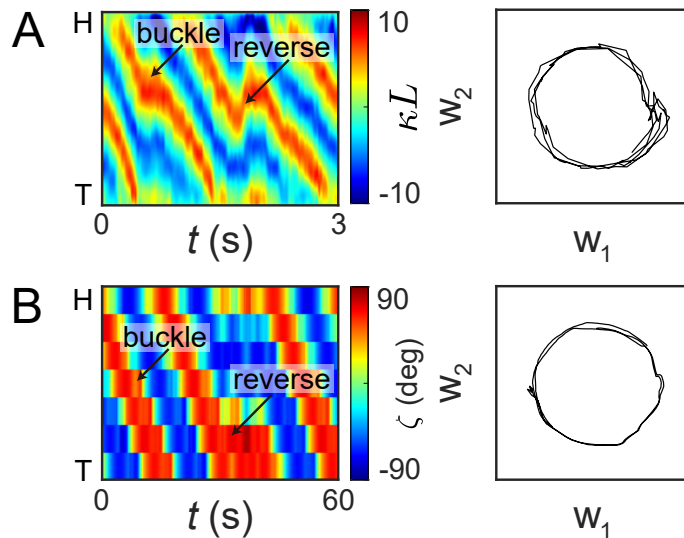 A
H
buckle
reverse
T
0
3
t (s)
10
κL
-10
w2
w1
B
H
buckle
reverse
T
0
60
t (s)
90
ζ (deg)
-90
w2
w1